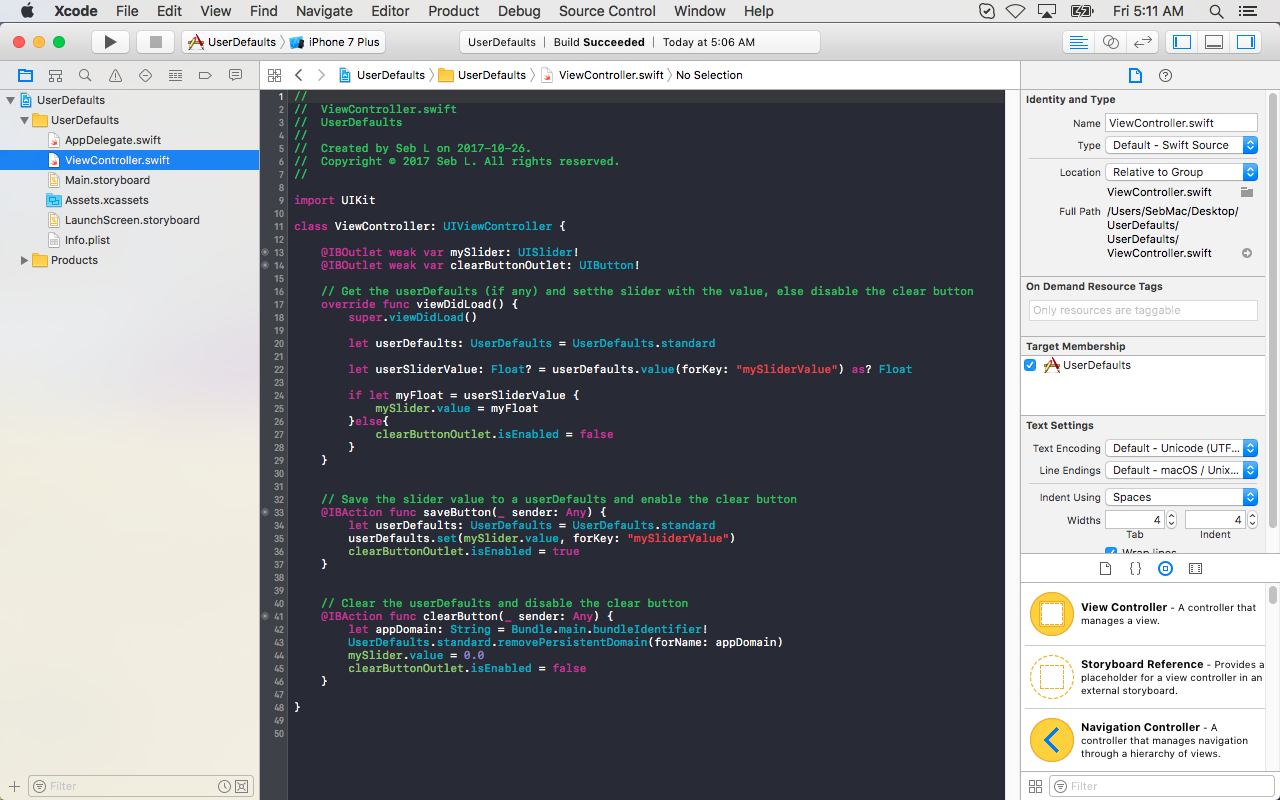 Xcode File Edit View Find Navigate Editor Product Debug Source Control Window Help Fri 5:11 AM
UserDefaults iPhone 7 Plus UserDefaults | Build Succeeded | Today at 5:06 AM
UserDefaults
UserDefaults
AppDelegate.swift
ViewController.swift
Main.storyboard
Assets.xcassets
LaunchScreen.storyboard
Info.plist
Products
Filter
UserDefaults UserDefaults ViewController.swift No Selection
1 //
2 // ViewController.swift
3 // UserDefaults
4 //
5 // Created by Seb L on 2017-10-26.
6 // Copyright © 2017 Seb L. All rights reserved.
7 //
8
9 import UIKit
10
11 class ViewController: UIViewController {
12
13 @IBOutlet weak var mySlider: UISlider!
14 @IBOutlet weak var clearButtonOutlet: UIButton!
15
16 // Get the userDefaults (if any) and setthe slider with the value, else disable the clear button
17 override func viewDidLoad() {
18 super.viewDidLoad()
19
20 let userDefaults: UserDefaults = UserDefaults.standard
21
22 let userSliderValue: Float? = userDefaults.value(forKey: "mySliderValue") as? Float
23
24 if let myFloat = userSliderValue {
25 mySlider.value = myFloat
26 }else{
27 clearButtonOutlet.isEnabled = false
28 }
29 }
30
31
32 // Save the slider value to a userDefaults and enable the clear button
33 @IBAction func saveButton(_ sender: Any) {
34 let userDefaults: UserDefaults = UserDefaults.standard
35 userDefaults.set(mySlider.value, forKey: "mySliderValue")
36 clearButtonOutlet.isEnabled = true
37 }
38
39
40 // Clear the userDefaults and disable the clear button
41 @IBAction func clearButton(_ sender: Any) {
42 let appDomain: String = Bundle.main.bundleIdentifier!
43 UserDefaults.standard.removePersistentDomain(forName: appDomain)
44 mySlider.value = 0.0
45 clearButtonOutlet.isEnabled = false
46 }
47
48 }
49
50
Identity and Type
Name ViewController.swift
Type Default - Swift Source
Location Relative to Group
ViewController.swift
Full Path /Users/SebMac/Desktop/
UserDefaults/
UserDefaults/
ViewController.swift
On Demand Resource Tags
Only resources are taggable
Target Membership
UserDefaults
Text Settings
Text Encoding Default - Unicode (UTF...
Line Endings Default - macOS / Unix...
Indent Using Spaces
Widths 4 4
Tab Indent
Wrap lines
View Controller - A controller that
manages a view.
Storyboard Reference - Provides a
placeholder for a view controller in an
external storyboard.
Navigation Controller - A
controller that manages navigation
through a hierarchy of views.
Filter